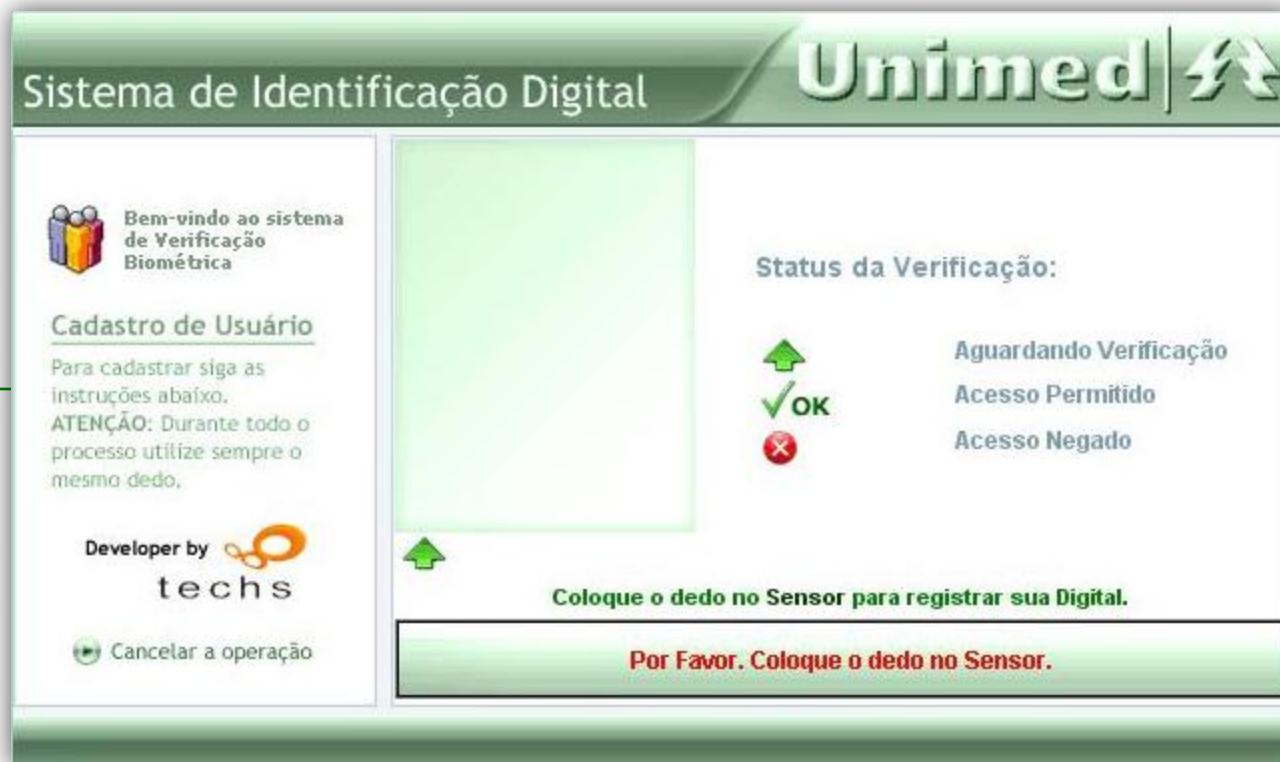 Sistema de Identificação Digital
Unimed
Bem-vindo ao sistema
de Verificação
Biométrica
Cadastro de Usuário
Para cadastrar siga as
instruções abaixo.
ATENÇÃO: Durante todo o
processo utilize sempre o
mesmo dedo.
Developer by
techs
Cancelar a operação
Status da Verificação:
Aguardando Verificação
OK Acesso Permitido
Acesso Negado
Coloque o dedo no Sensor para registrar sua Digital.
Por Favor. Coloque o dedo no Sensor.